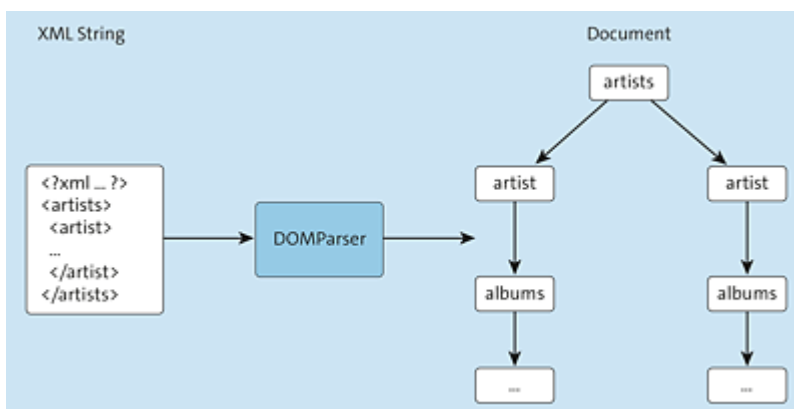 XML String
Document
artists
<?xml ... ?>
<artists>
<artist>
...
</artist>
</artists>
DOMParser
artist
artist
albums
albums
...
...